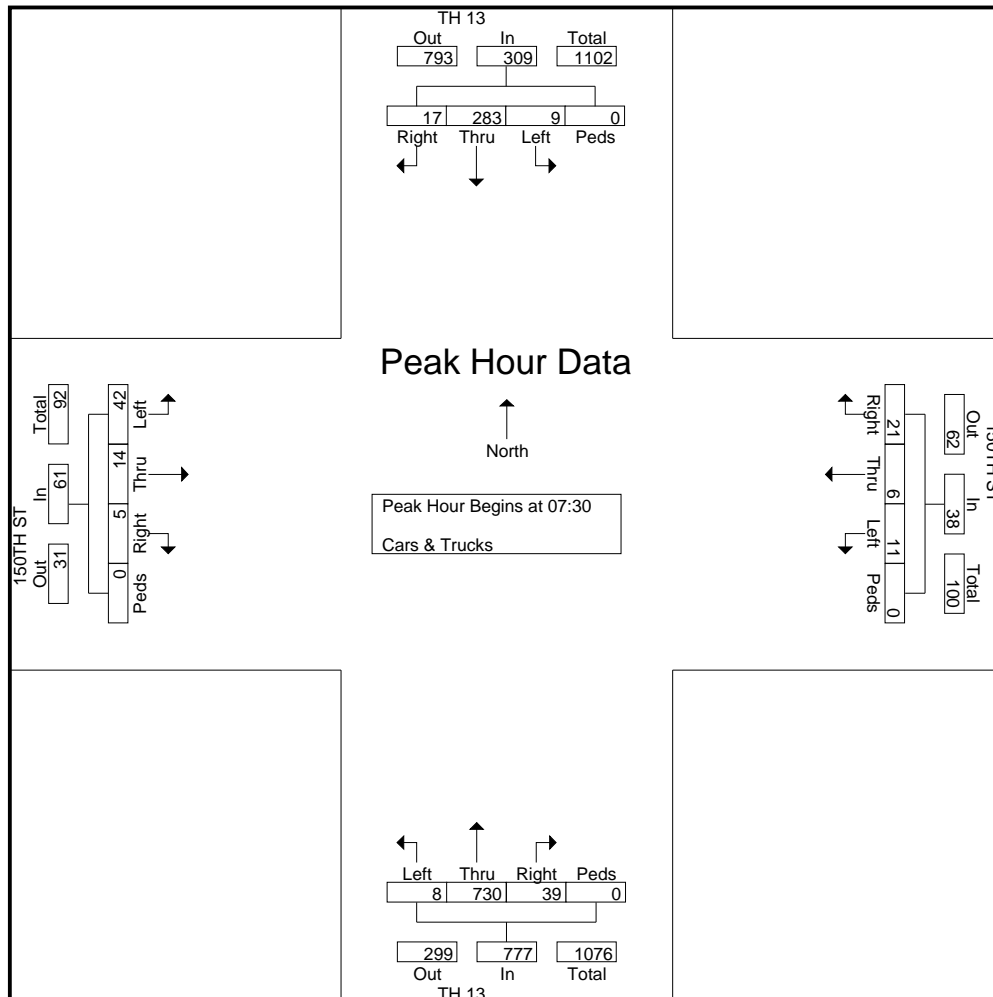 TH 13
Out In Total
793 309 1102
17 283 9 0
Right Thru Left Peds
Peak Hour Data
North
Peak Hour Begins at 07:30
Cars & Trucks
150TH ST
Out In Total
31 61 92
42 14 5 0
Left Thru Right Peds
150TH ST
Out In Total
62 38 100
21 6 11 0
Right Thru Left Peds
Left Thru Right Peds
8 730 39 0
299 777 1076
Out In Total
TH 13